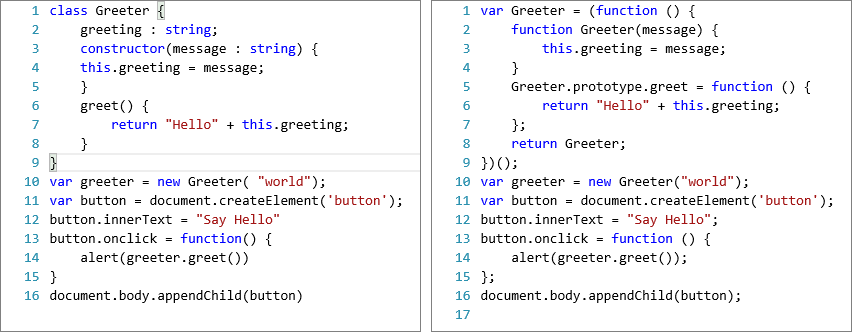 1 class Greeter {
2     greeting : string;
3     constructor(message : string) {
4     this.greeting = message;
5     }
6     greet() {
7         return "Hello" + this.greeting;
8     }
9 }
10 var greeter = new Greeter( "world");
11 var button = document.createElement('button');
12 button.innerText = "Say Hello"
13 button.onclick = function() {
14     alert(greeter.greet())
15 }
16 document.body.appendChild(button)
1 var Greeter = (function () {
2     function Greeter(message) {
3         this.greeting = message;
4     }
5     Greeter.prototype.greet = function () {
6         return "Hello" + this.greeting;
7     };
8     return Greeter;
9 })();
10 var greeter = new Greeter("world");
11 var button = document.createElement('button');
12 button.innerText = "Say Hello";
13 button.onclick = function () {
14     alert(greeter.greet());
15 };
16 document.body.appendChild(button);
17